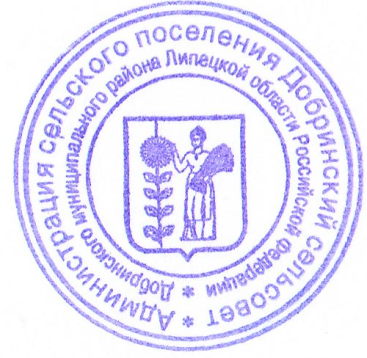 Администрация сельского поселения Добринский сельсовет *
Добринского муниципального района Липецкой области Российской Федерации *